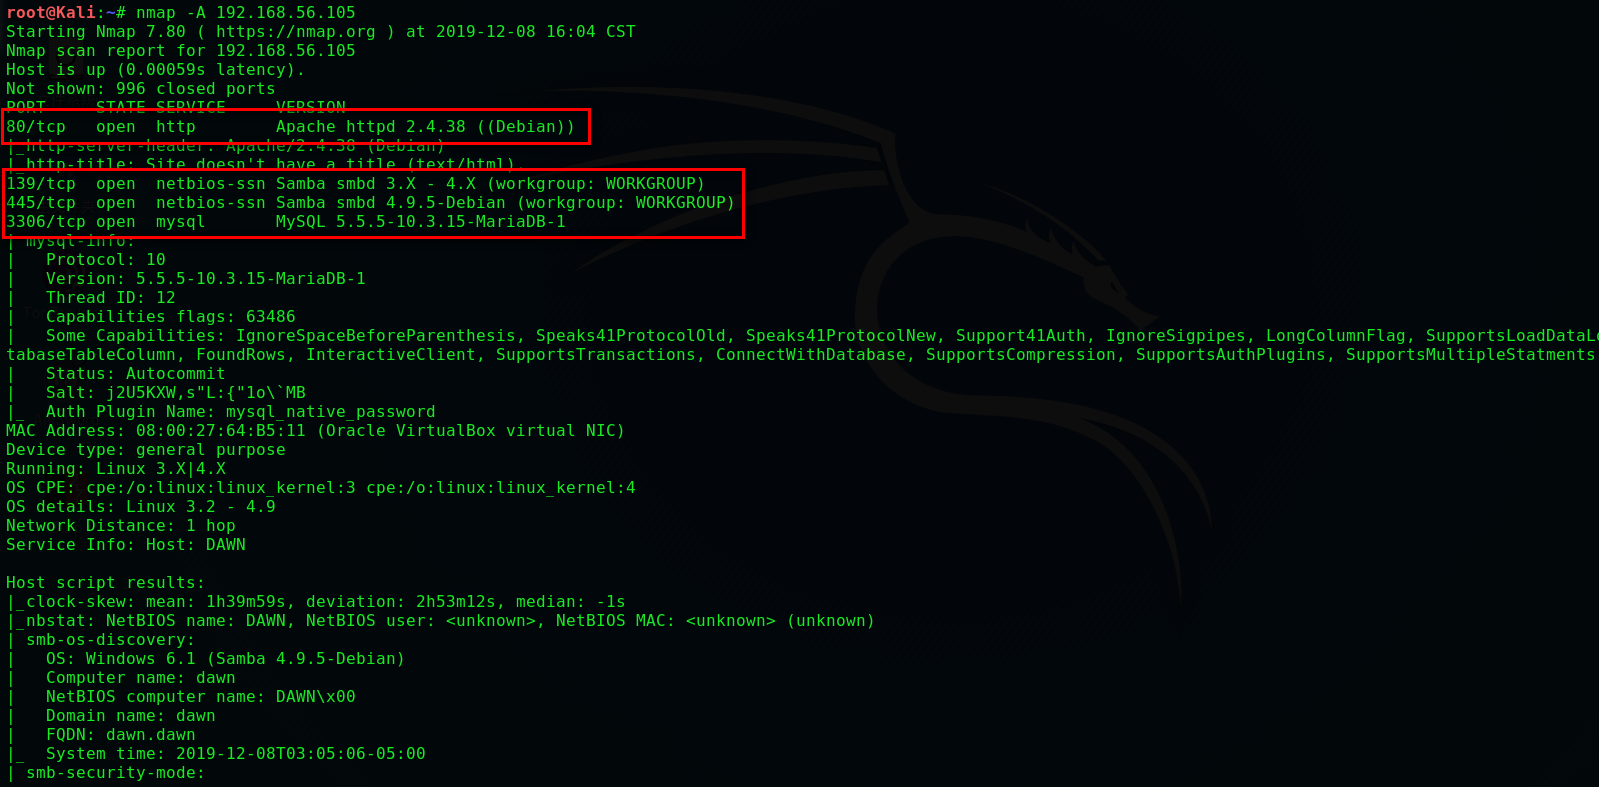 root@Kali:~# nmap -A 192.168.56.105
Starting Nmap 7.80 ( https://nmap.org ) at 2019-12-08 16:04 CST
Nmap scan report for 192.168.56.105
Host is up (0.00059s latency).
Not shown: 996 closed ports
PORT     STATE SERVICE     VERSION
80/tcp   open  http        Apache httpd 2.4.38 ((Debian))
|_http-server-header: Apache/2.4.38 (Debian)
|_http-title: Site doesn't have a title (text/html).
139/tcp  open  netbios-ssn Samba smbd 3.X - 4.X (workgroup: WORKGROUP)
445/tcp  open  netbios-ssn Samba smbd 4.9.5-Debian (workgroup: WORKGROUP)
3306/tcp open  mysql       MySQL 5.5.5-10.3.15-MariaDB-1
| mysql-info:
|   Protocol: 10
|   Version: 5.5.5-10.3.15-MariaDB-1
|   Thread ID: 12
|   Capabilities flags: 63486
|   Some Capabilities: IgnoreSpaceBeforeParenthesis, Speaks41ProtocolOld, Speaks41ProtocolNew, Support41Auth, IgnoreSigpipes, LongColumnFlag, SupportsLoadDataLo
tabaseTableColumn, FoundRows, InteractiveClient, SupportsTransactions, ConnectWithDatabase, SupportsCompression, SupportsAuthPlugins, SupportsMultipleStatments
|   Status: Autocommit
|   Salt: j2U5KXW,s"L:{"1o\`MB
|_  Auth Plugin Name: mysql_native_password
MAC Address: 08:00:27:64:B5:11 (Oracle VirtualBox virtual NIC)
Device type: general purpose
Running: Linux 3.X|4.X
OS CPE: cpe:/o:linux:linux_kernel:3 cpe:/o:linux:linux_kernel:4
OS details: Linux 3.2 - 4.9
Network Distance: 1 hop
Service Info: Host: DAWN
Host script results:
|_clock-skew: mean: 1h39m59s, deviation: 2h53m12s, median: -1s
|_nbstat: NetBIOS name: DAWN, NetBIOS user: <unknown>, NetBIOS MAC: <unknown> (unknown)
| smb-os-discovery:
|   OS: Windows 6.1 (Samba 4.9.5-Debian)
|   Computer name: dawn
|   NetBIOS computer name: DAWN\x00
|   Domain name: dawn
|   FQDN: dawn.dawn
|_  System time: 2019-12-08T03:05:06-05:00
| smb-security-mode: